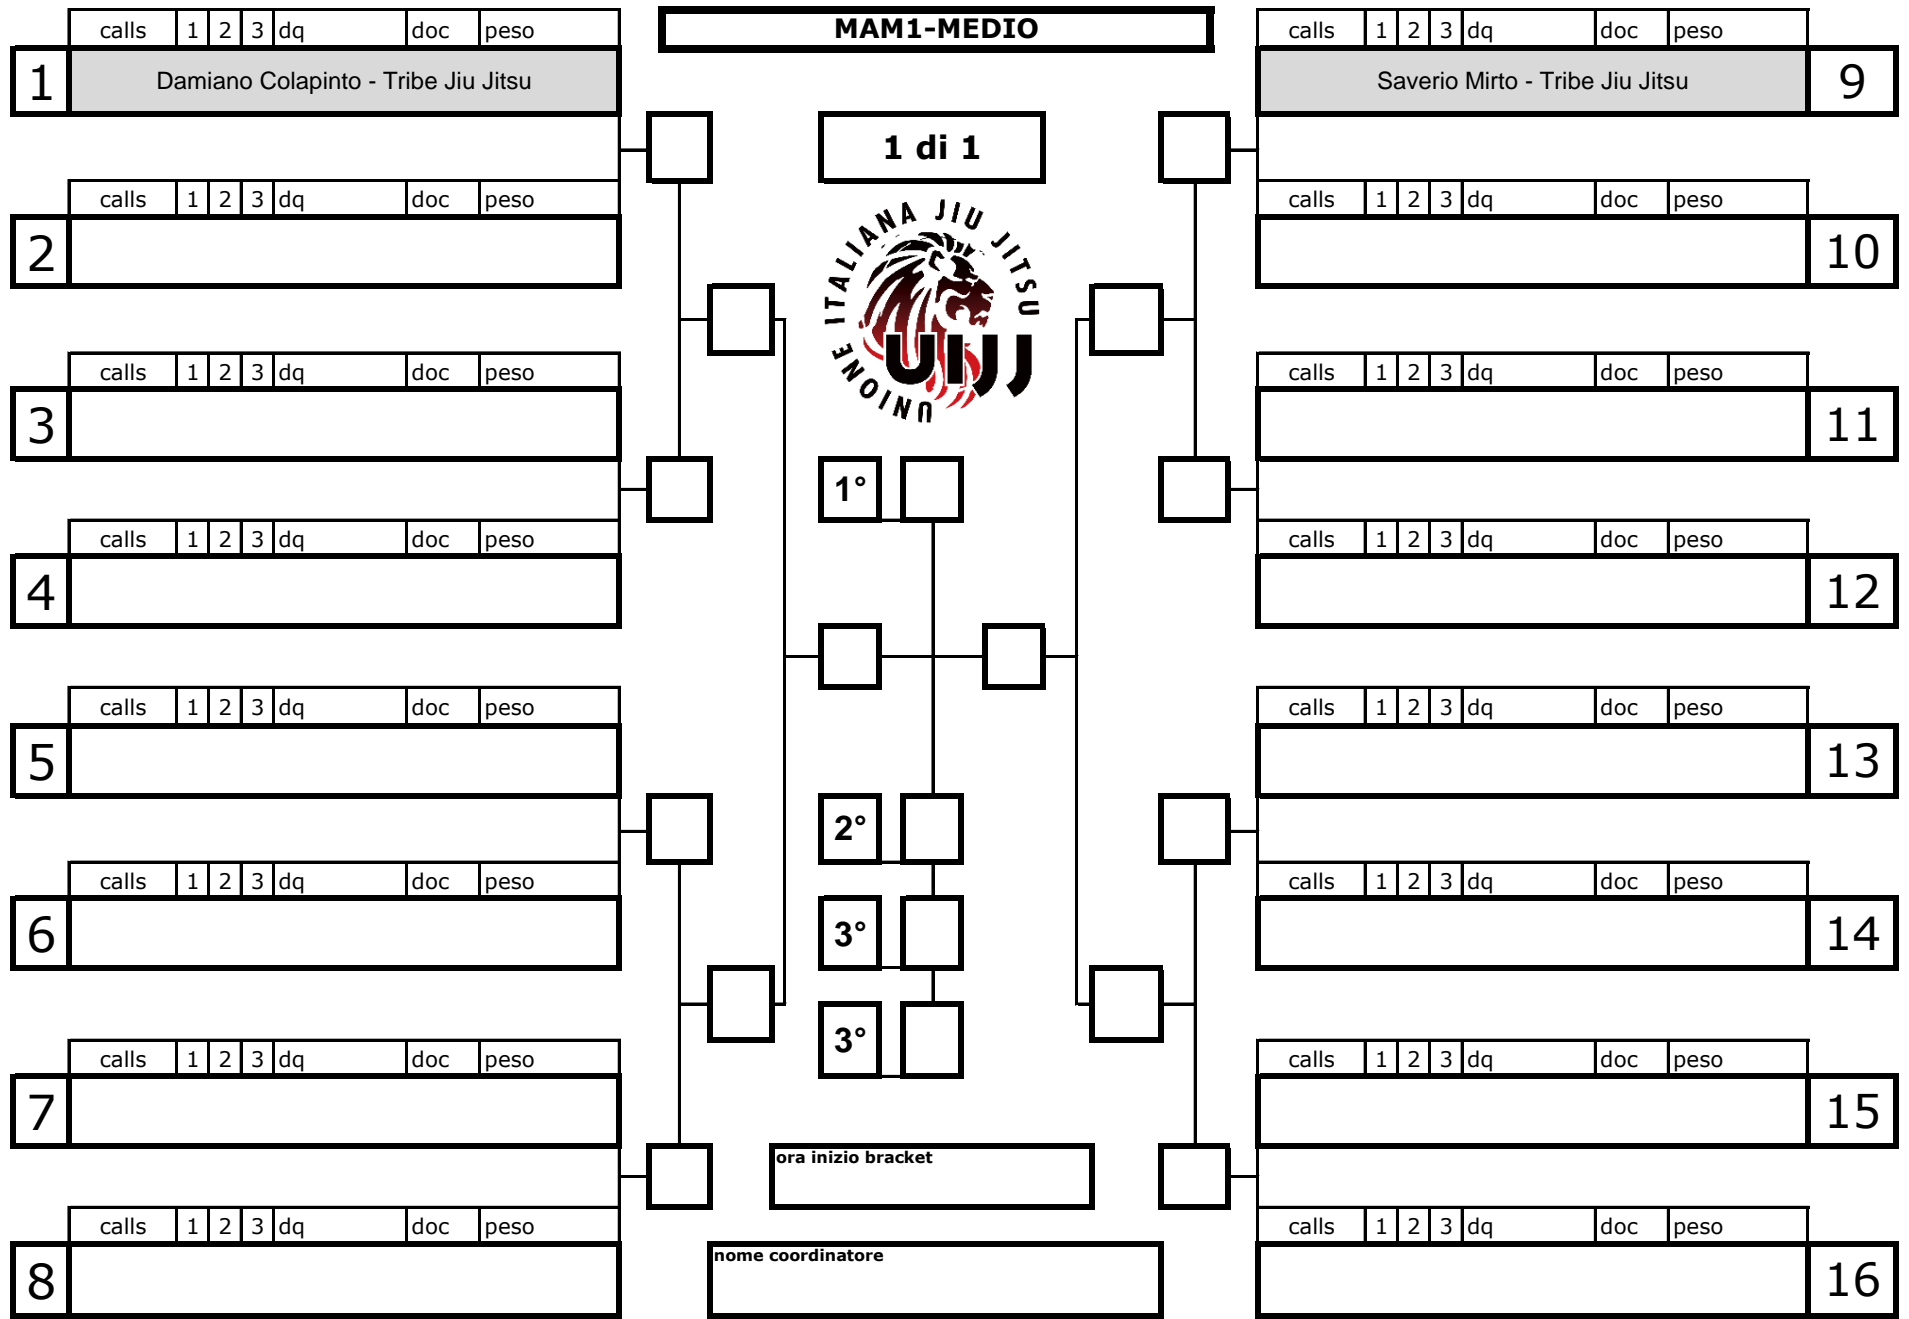 MAM1-MEDIO
calls 1 2 3 dq doc peso
1 Damiano Colapinto - Tribe Jiu Jitsu
calls 1 2 3 dq doc peso
2
calls 1 2 3 dq doc peso
3
calls 1 2 3 dq doc peso
4
calls 1 2 3 dq doc peso
5
calls 1 2 3 dq doc peso
6
calls 1 2 3 dq doc peso
7
calls 1 2 3 dq doc peso
8
1 di 1
UNIONE ITALIANA JIU JITSU
UIJJ
1°
2°
3°
3°
ora inizio bracket
nome coordinatore
calls 1 2 3 dq doc peso
Saverio Mirto - Tribe Jiu Jitsu 9
calls 1 2 3 dq doc peso
10
calls 1 2 3 dq doc peso
11
calls 1 2 3 dq doc peso
12
calls 1 2 3 dq doc peso
13
calls 1 2 3 dq doc peso
14
calls 1 2 3 dq doc peso
15
calls 1 2 3 dq doc peso
16